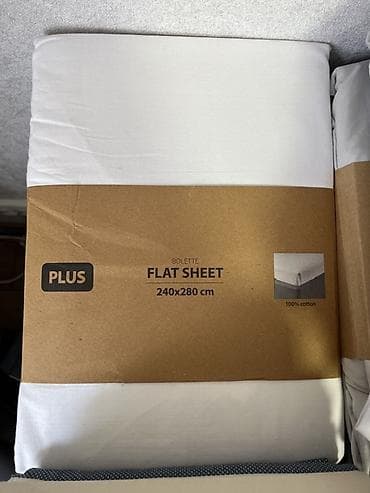 PLUS
BOLETTE
FLAT SHEET
240x280 cm
100% cotton